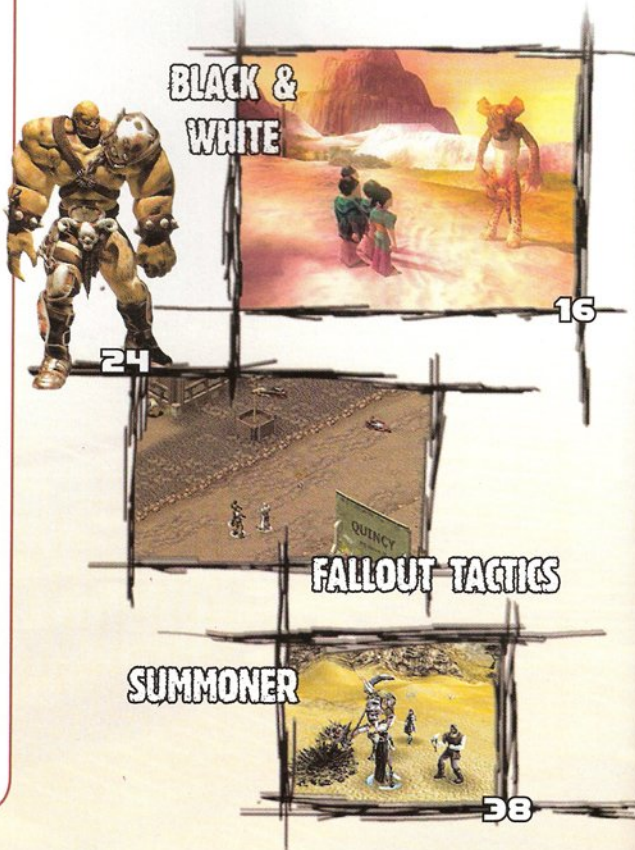 BLACK &
WHITE
16
24
QUINCY
FALLOUT TACTICS
SUMMONER
38